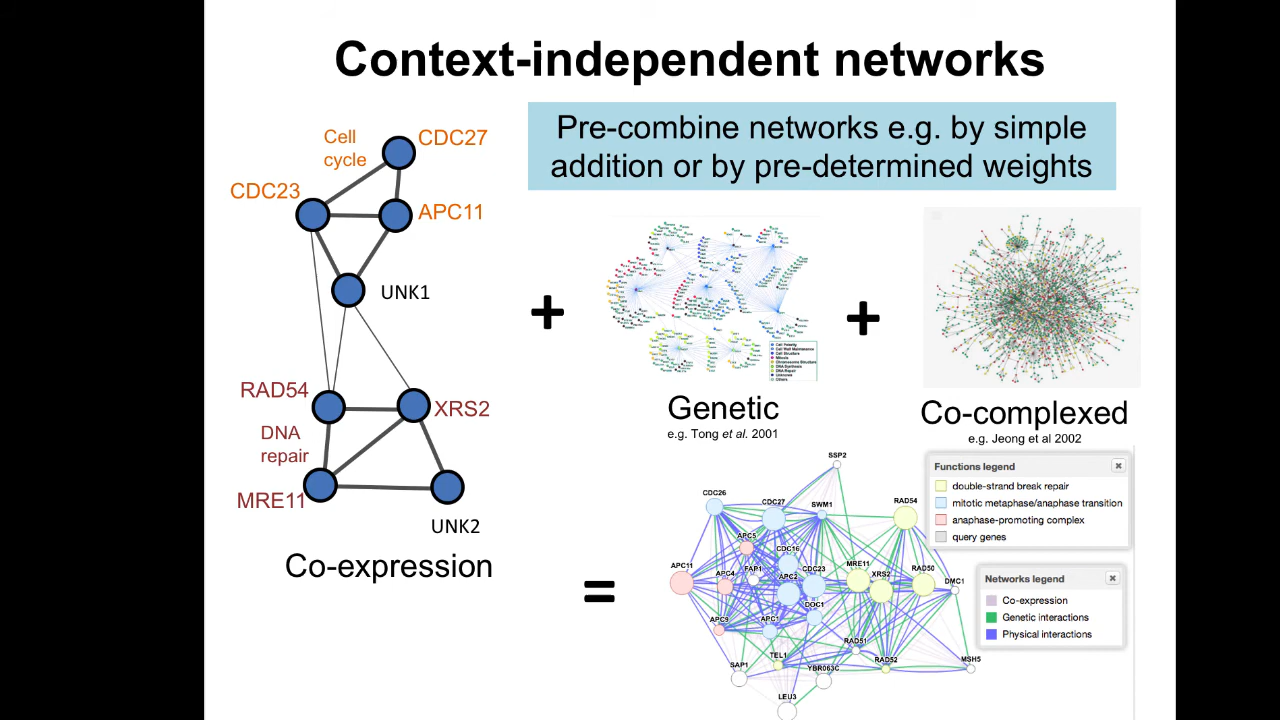 Context-independent networks
Pre-combine networks e.g. by simple
addition or by pre-determined weights
Cell
cycle
CDC27
CDC23
APC11
UNK1
RAD54
XRS2
DNA
repair
MRE11
UNK2
Co-expression
+
+
=
Genetic
e.g. Tong et al. 2001
Co-complexed
e.g. Jeong et al 2002
Functions legend
double-strand break repair
mitotic metaphase/anaphase transition
anaphase-promoting complex
query genes
Networks legend
Co-expression
Genetic interactions
Physical interactions
SSP2
CDC26
CDC27
SWM1
RAD54
APC5
CDC16
APC11
APC4
FAP1
APC2
CDC23
MRE11
XRS2
RAD50
DMC1
DOC1
APC9
APC1
RAD51
TEL1
SAP1
YBR063C
RAD52
MSH5
LEU3